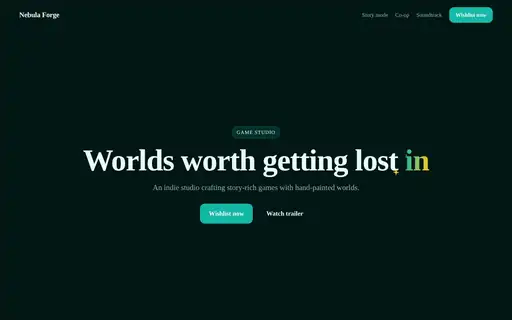 Nebula Forge
Story mode
Co-op
Soundtrack
Wishlist now
GAME STUDIO
Worlds worth getting lost in
An indie studio crafting story-rich games with hand-painted worlds.
Wishlist now
Watch trailer